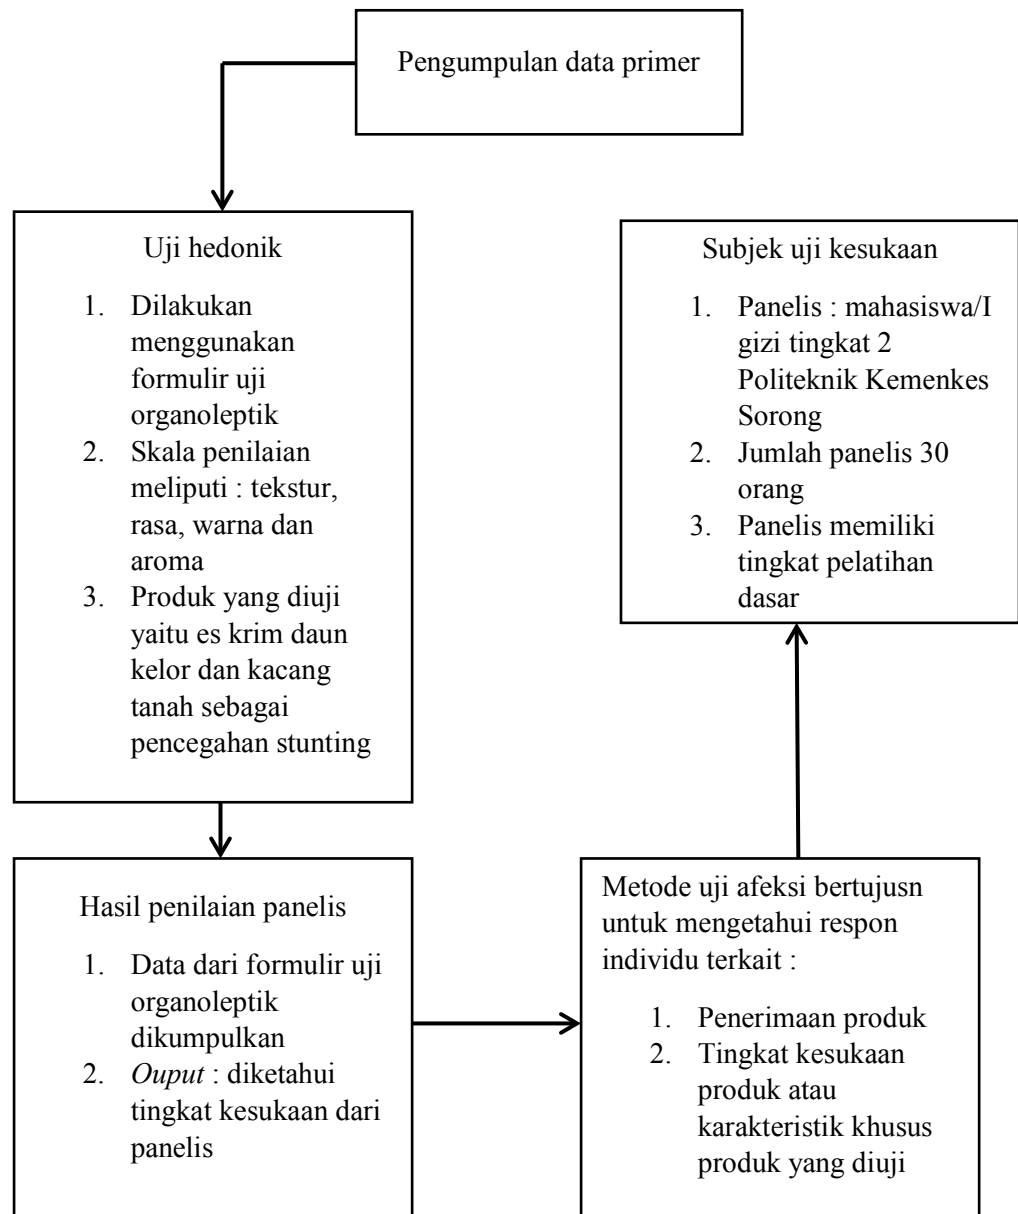 Pengumpulan data primer
Uji hedonik
1. Dilakukan
menggunakan
formulir uji
organoleptik
2. Skala penilaian
meliputi : tekstur,
rasa, warna dan
aroma
3. Produk yang diuji
yaitu es krim daun
kelor dan kacang
tanah sebagai
pencegahan stunting
Hasil penilaian panelis
1. Data dari formulir uji
organoleptik
dikumpulkan
2. Ouput : diketahui
tingkat kesukaan dari
panelis
Metode uji afeksi bertujusn
untuk mengetahui respon
individu terkait :
1. Penerimaan produk
2. Tingkat kesukaan
produk atau
karakteristik khusus
produk yang diuji
Subjek uji kesukaan
1. Panelis : mahasiswa/I
gizi tingkat 2
Politeknik Kemenkes
Sorong
2. Jumlah panelis 30
orang
3. Panelis memiliki
tingkat pelatihan
dasar